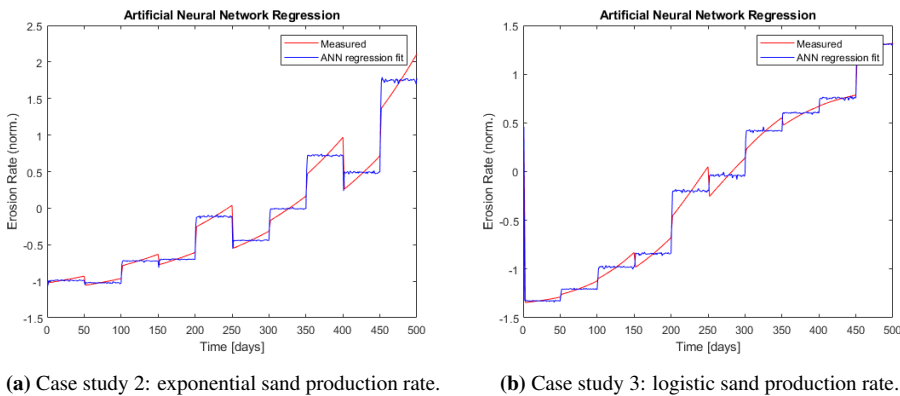 Artificial Neural Network Regression
Measured
ANN regression fit
2.5
2
1.5
1
0.5
0
-0.5
-1
-1.5
Erosion Rate (norm.)
0 50 100 150 200 250 300 350 400 450 500
Time [days]
(a) Case study 2: exponential sand production rate.
Artificial Neural Network Regression
Measured
ANN regression fit
1.5
1
0.5
0
-0.5
-1
-1.5
Erosion Rate (norm.)
0 50 100 150 200 250 300 350 400 450 500
Time [days]
(b) Case study 3: logistic sand production rate.